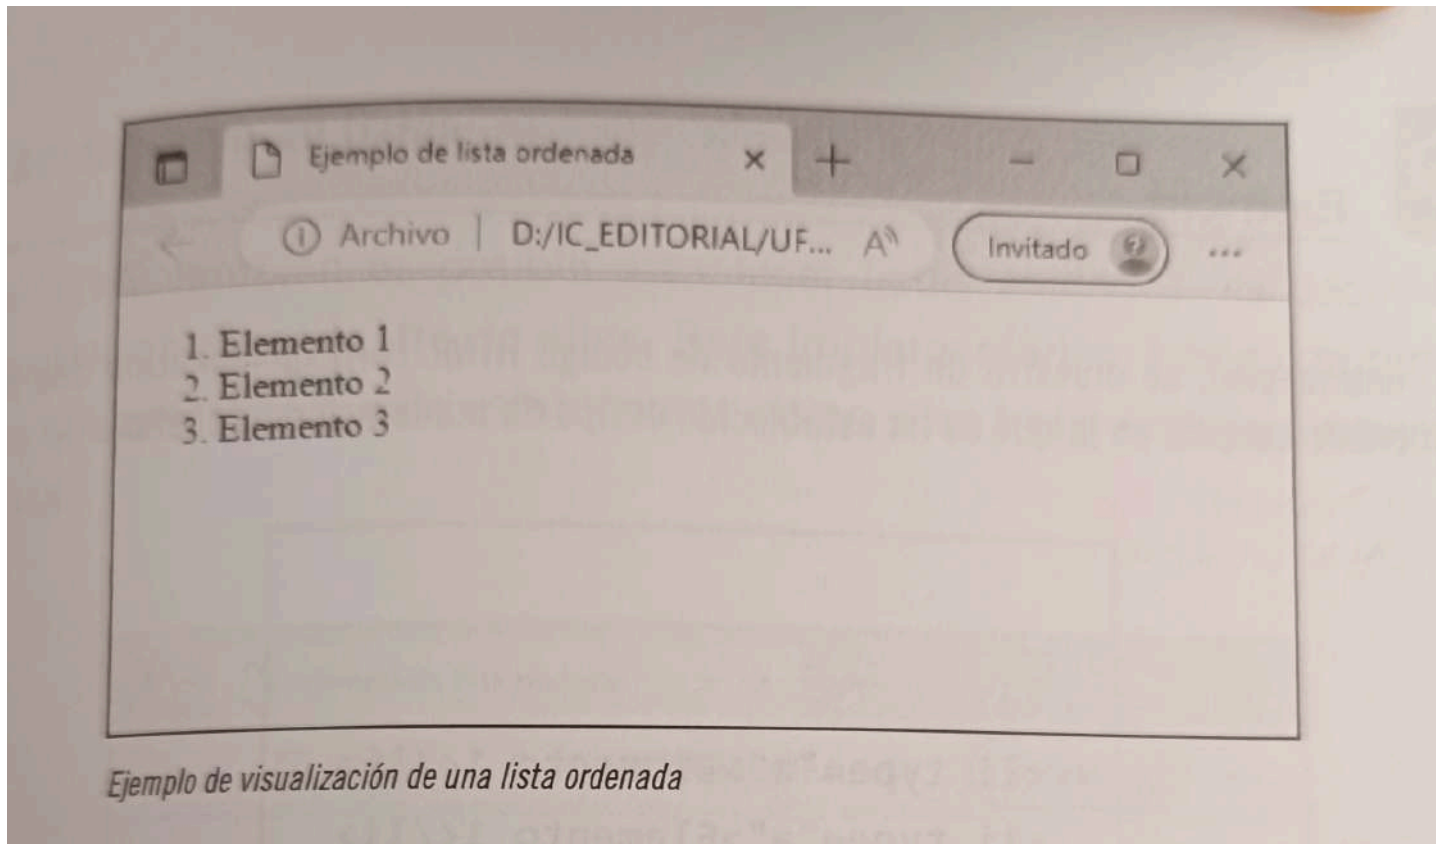 Ejemplo de lista ordenada
Archivo | D:/IC_EDITORIAL/UF... A Invitado ...
1. Elemento 1
2. Elemento 2
3. Elemento 3
Ejemplo de visualización de una lista ordenada